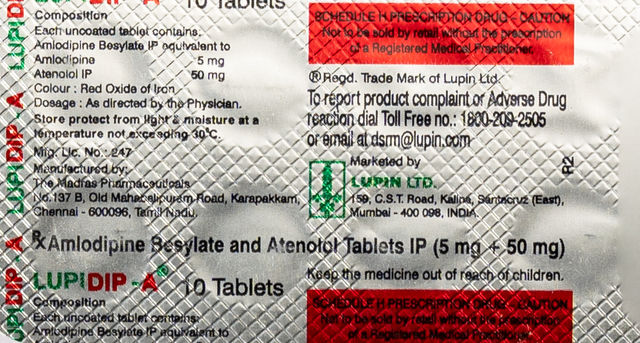 LUPIDIP-A
10 Tablets
Composition
Each uncoated tablet contains:
Amlodipine Besylate IP equivalent to
Amlodipine 5 mg
Atenolol IP 50 mg
Colour : Red Oxide of Iron
Dosage : As directed by the Physician.
Store protect from light & moisture at a
temperature not exceeding 30°C.
Mfg. Lic. No.: 247
Manufactured by:
The Madras Pharmaceuticals
No.137 B, Old Mahabalipuram Road, Karapakkam,
Chennai - 600096, Tamil Nadu.
SCHEDULE H PRESCRIPTION DRUG - CAUTION
Not to be sold by retail without the prescription
of a Registered Medical Practitioner.
® Regd. Trade Mark of Lupin Ltd.
To report product complaint or Adverse Drug
reaction dial Toll Free no.: 1800-209-2505
or email at dsrm@lupin.com
Marketed by
LUPIN LTD.
159, C.S.T. Road, Kalina, Santacruz (East),
Mumbai - 400 098, INDIA.
R2
Rx Amlodipine Besylate and Atenolol Tablets IP (5 mg + 50 mg)
LUPIDIP-A® 10 Tablets
Keep the medicine out of reach of children.
Composition
Each uncoated tablet contains:
Amlodipine Besylate IP equivalent to
SCHEDULE H PRESCRIPTION DRUG - CAUTION
Not to be sold by retail without the prescription
of a Registered Medical Practitioner.
LUPIDIP-A
LUPIDIP-A